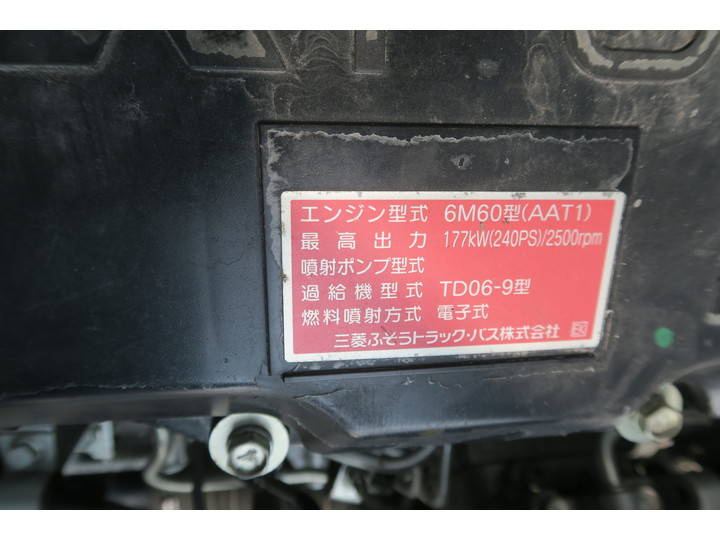 エンジン型式 6M60型(AAT1)
最高出力 177kW(240PS)/2500rpm
噴射ポンプ型式
過給機型式 TD06-9型
燃料噴射方式 電子式
三菱ふそうトラック・バス株式会社